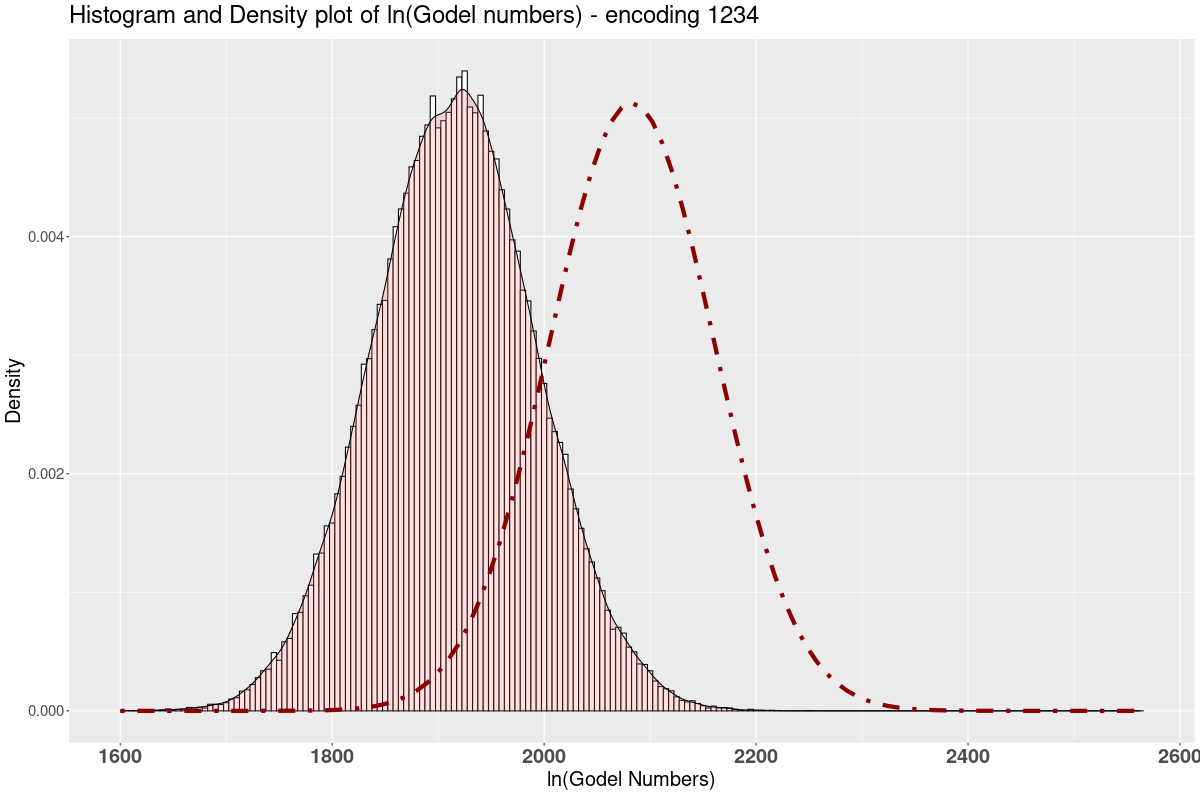 Histogram and Density plot of ln(Godel numbers) - encoding 1234
Density
0.004
0.002
0.000
1600 1800 2000 2200 2400 2600
ln(Godel Numbers)